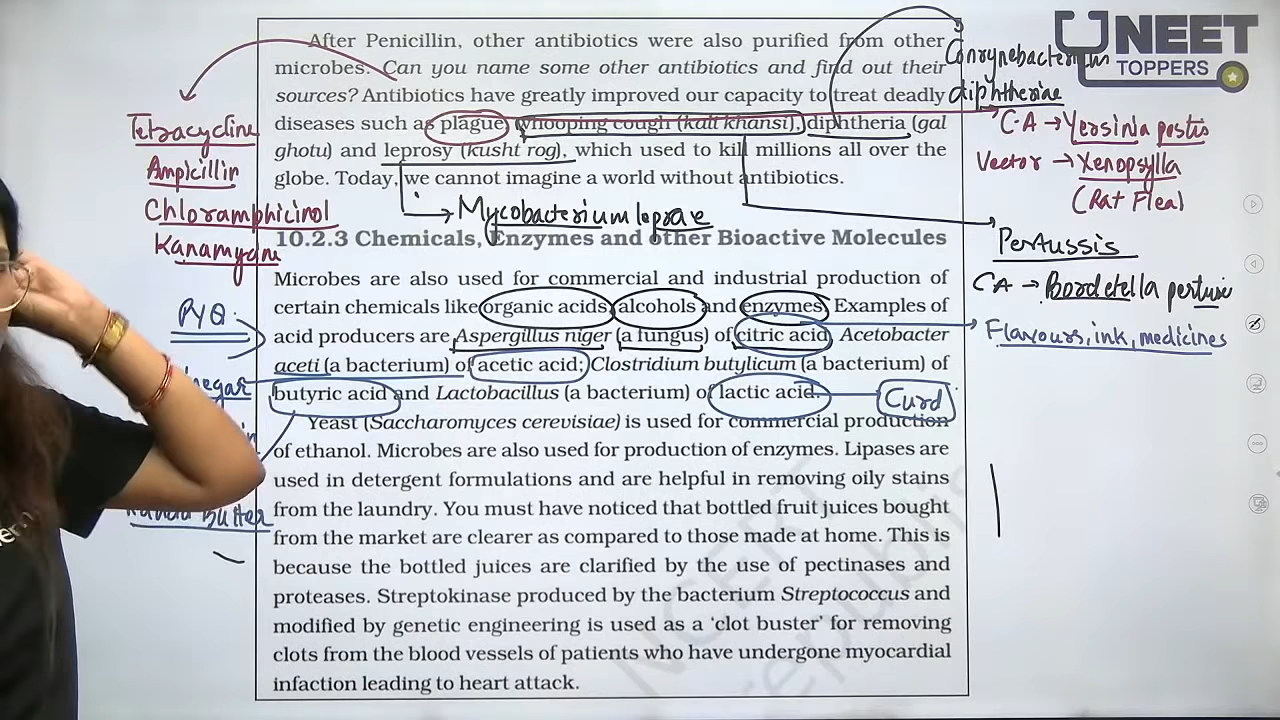 After Penicillin, other antibiotics were also purified from other
microbes. Can you name some other antibiotics and find out their
sources? Antibiotics have greatly improved our capacity to treat deadly
diseases such as plague, whooping cough (kali khansi), diphtheria (gal
ghotu) and leprosy (kusht rog), which used to kill millions all over the
globe. Today, we cannot imagine a world without antibiotics.
10.2.3 Chemicals, Enzymes and other Bioactive Molecules
Microbes are also used for commercial and industrial production of
certain chemicals like organic acids, alcohols and enzymes. Examples of
acid producers are Aspergillus niger (a fungus) of citric acid, Acetobacter
aceti (a bacterium) of acetic acid; Clostridium butylicum (a bacterium) of
butyric acid and Lactobacillus (a bacterium) of lactic acid.
Yeast (Saccharomyces cerevisiae) is used for commercial production
of ethanol. Microbes are also used for production of enzymes. Lipases are
used in detergent formulations and are helpful in removing oily stains
from the laundry. You must have noticed that bottled fruit juices bought
from the market are clearer as compared to those made at home. This is
because the bottled juices are clarified by the use of pectinases and
proteases. Streptokinase produced by the bacterium Streptococcus and
modified by genetic engineering is used as a 'clot buster' for removing
clots from the blood vessels of patients who have undergone myocardial
infaction leading to heart attack.
Tetracycline
Ampicillin
Chloramphicinol
Kanamycin
PYQ
Butter
Mycobacterium leprae
NEET
TOPPERS
Conrynebacterium
diphtheriae
CA → Yersinia pestis
Vector → Xenopsylla
(Rat Flea)
Pertussis
CA → Bordetella pertusis
Flavours, ink, medicines
Curd